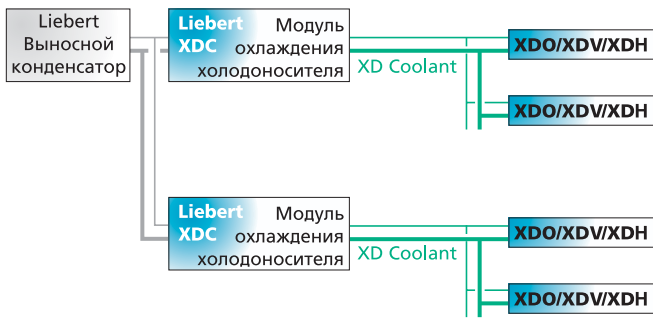 Liebert
Выносной
конденсатор
Liebert Модуль
XDC охлаждения
холодоносителя
XD Coolant
XDO/XDV/XDH
XDO/XDV/XDH
Liebert Модуль
XDC охлаждения
холодоносителя
XD Coolant
XDO/XDV/XDH
XDO/XDV/XDH